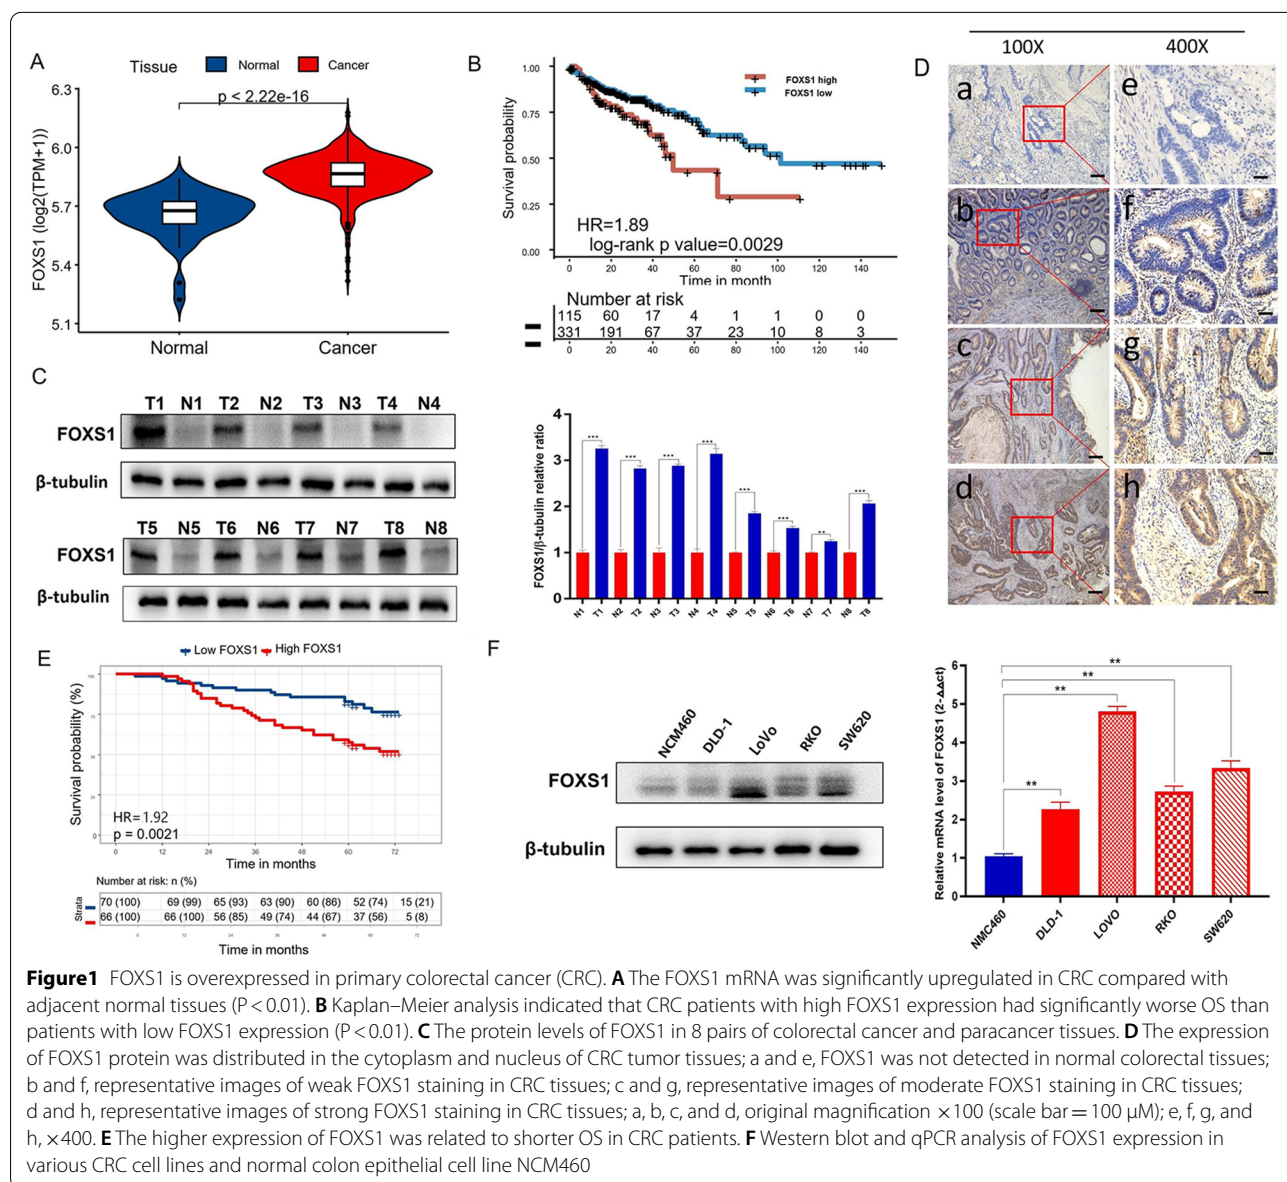 A
Tissue Normal Cancer
p < 2.22e-16
FOXS1 (log2(TPM+1))
6.3
6.0
5.7
5.4
5.1
Normal Cancer
B
FOXS1 high
FOXS1 low
Survival probability
1.00
0.75
0.50
0.25
0.00
HR=1.89
log-rank p value=0.0029
0 20 40 60 80 100 120 140
Time in month
Number at risk
115 60 17 4 1 1 0 0
331 191 67 37 23 10 8 3
0 20 40 60 80 100 120 140
C
T1 N1 T2 N2 T3 N3 T4 N4
FOXS1
β-tubulin
T5 N5 T6 N6 T7 N7 T8 N8
FOXS1
β-tubulin
FOXS1/β-tubulin relative ratio
4
3
2
1
0
*** *** *** *** *** *** ** ***
N1 T1 N2 T2 N3 T3 N4 T4 N5 T5 N6 T6 N7 T7 N8 T8
D
100X 400X
a e
b f
c g
d h
E
Low FOXS1 High FOXS1
Survival probability (%)
100
75
50
25
0
HR=1.92
p = 0.0021
0 12 24 36 48 60 72
Time in months
Number at risk: n (%)
Strata
70 (100) 69 (99) 65 (93) 63 (90) 60 (86) 52 (74) 15 (21)
66 (100) 66 (100) 56 (85) 49 (74) 44 (67) 37 (56) 5 (8)
0 12 24 36 48 60 72
Time in months
F
NCM460 DLD-1 LoVo RKO SW620
FOXS1
β-tubulin
Relative mRNA level of FOXS1 (2-ΔΔct)
6
5
4
3
2
1
0
** ** ** **
NMC460 DLD-1 LOVO RKO SW620
Figure1 FOXS1 is overexpressed in primary colorectal cancer (CRC). A The FOXS1 mRNA was significantly upregulated in CRC compared with
adjacent normal tissues (P < 0.01). B Kaplan–Meier analysis indicated that CRC patients with high FOXS1 expression had significantly worse OS than
patients with low FOXS1 expression (P < 0.01). C The protein levels of FOXS1 in 8 pairs of colorectal cancer and paracancer tissues. D The expression
of FOXS1 protein was distributed in the cytoplasm and nucleus of CRC tumor tissues; a and e, FOXS1 was not detected in normal colorectal tissues;
b and f, representative images of weak FOXS1 staining in CRC tissues; c and g, representative images of moderate FOXS1 staining in CRC tissues;
d and h, representative images of strong FOXS1 staining in CRC tissues; a, b, c, and d, original magnification ×100 (scale bar = 100 μM); e, f, g, and
h, ×400. E The higher expression of FOXS1 was related to shorter OS in CRC patients. F Western blot and qPCR analysis of FOXS1 expression in
various CRC cell lines and normal colon epithelial cell line NCM460